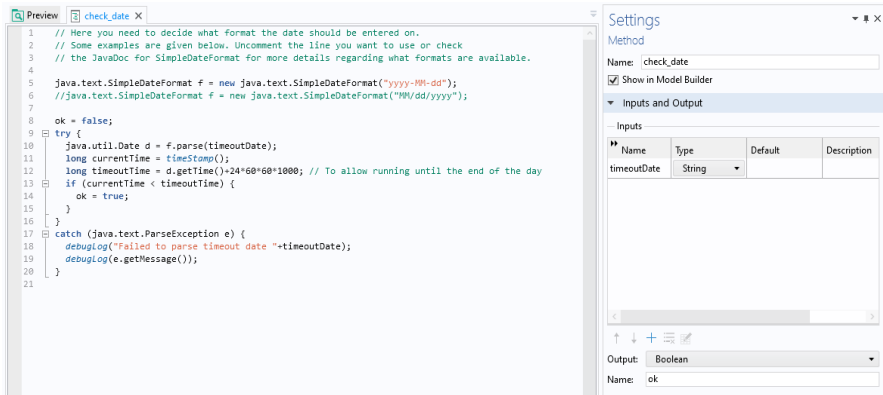 Preview check_date
1 // Here you need to decide what format the date should be entered on.
2 // Some examples are given below. Uncomment the line you want to use or check
3 // the JavaDoc for SimpleDateFormat for more details regarding what formats are available.
4
5 java.text.SimpleDateFormat f = new java.text.SimpleDateFormat("yyyy-MM-dd");
6 //java.text.SimpleDateFormat f = new java.text.SimpleDateFormat("MM/dd/yyyy");
7
8 ok = false;
9 try {
10 java.util.Date d = f.parse(timeoutDate);
11 long currentTime = timeStamp();
12 long timeoutTime = d.getTime()+24*60*60*1000; // To allow running until the end of the day
13 if (currentTime < timeoutTime) {
14 ok = true;
15 }
16 }
17 catch (java.text.ParseException e) {
18 debugLog("Failed to parse timeout date "+timeoutDate);
19 debugLog(e.getMessage());
20 }
21
Settings
Method
Name: check_date
Show in Model Builder
Inputs and Output
Inputs
Name Type Default Description
timeoutDate String
Output: Boolean
Name: ok